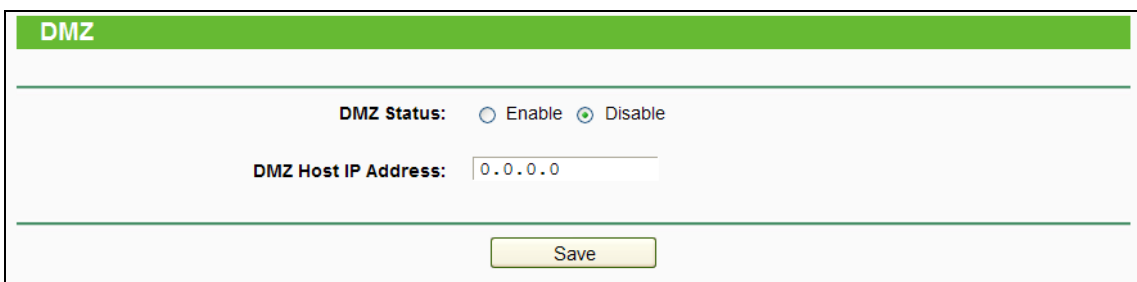 DMZ
DMZ Status: Enable Disable
DMZ Host IP Address: 0.0.0.0
Save